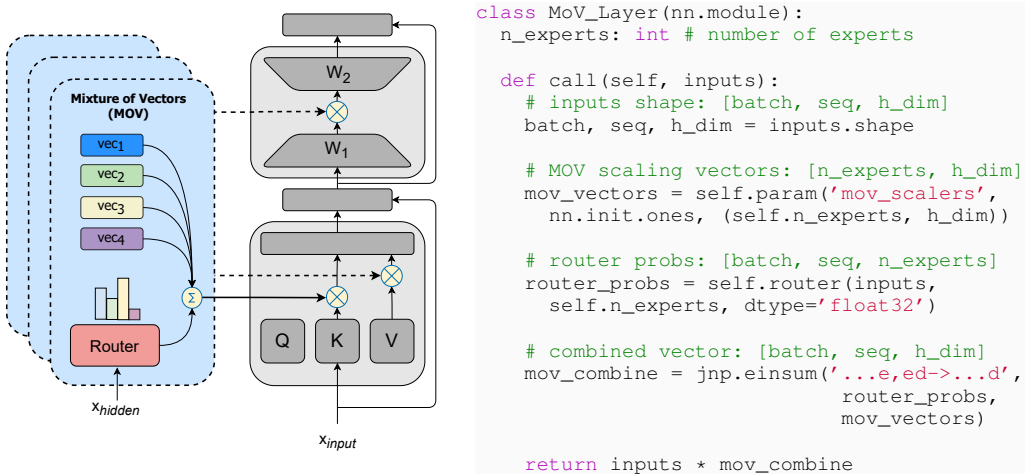 Mixture of Vectors
(MOV)
vec1
vec2
vec3
vec4
Σ
Router
xhidden
W2
W1
Q
K
V
xinput
class MoV_Layer(nn.module):
  n_experts: int # number of experts
  def call(self, inputs):
    # inputs shape: [batch, seq, h_dim]
    batch, seq, h_dim = inputs.shape
    # MOV scaling vectors: [n_experts, h_dim]
    mov_vectors = self.param('mov_scalers',
      nn.init.ones, (self.n_experts, h_dim))
    # router probs: [batch, seq, n_experts]
    router_probs = self.router(inputs,
      self.n_experts, dtype='float32')
    # combined vector: [batch, seq, h_dim]
    mov_combine = jnp.einsum('...e,ed->...d',
                             router_probs,
                             mov_vectors)
    return inputs * mov_combine